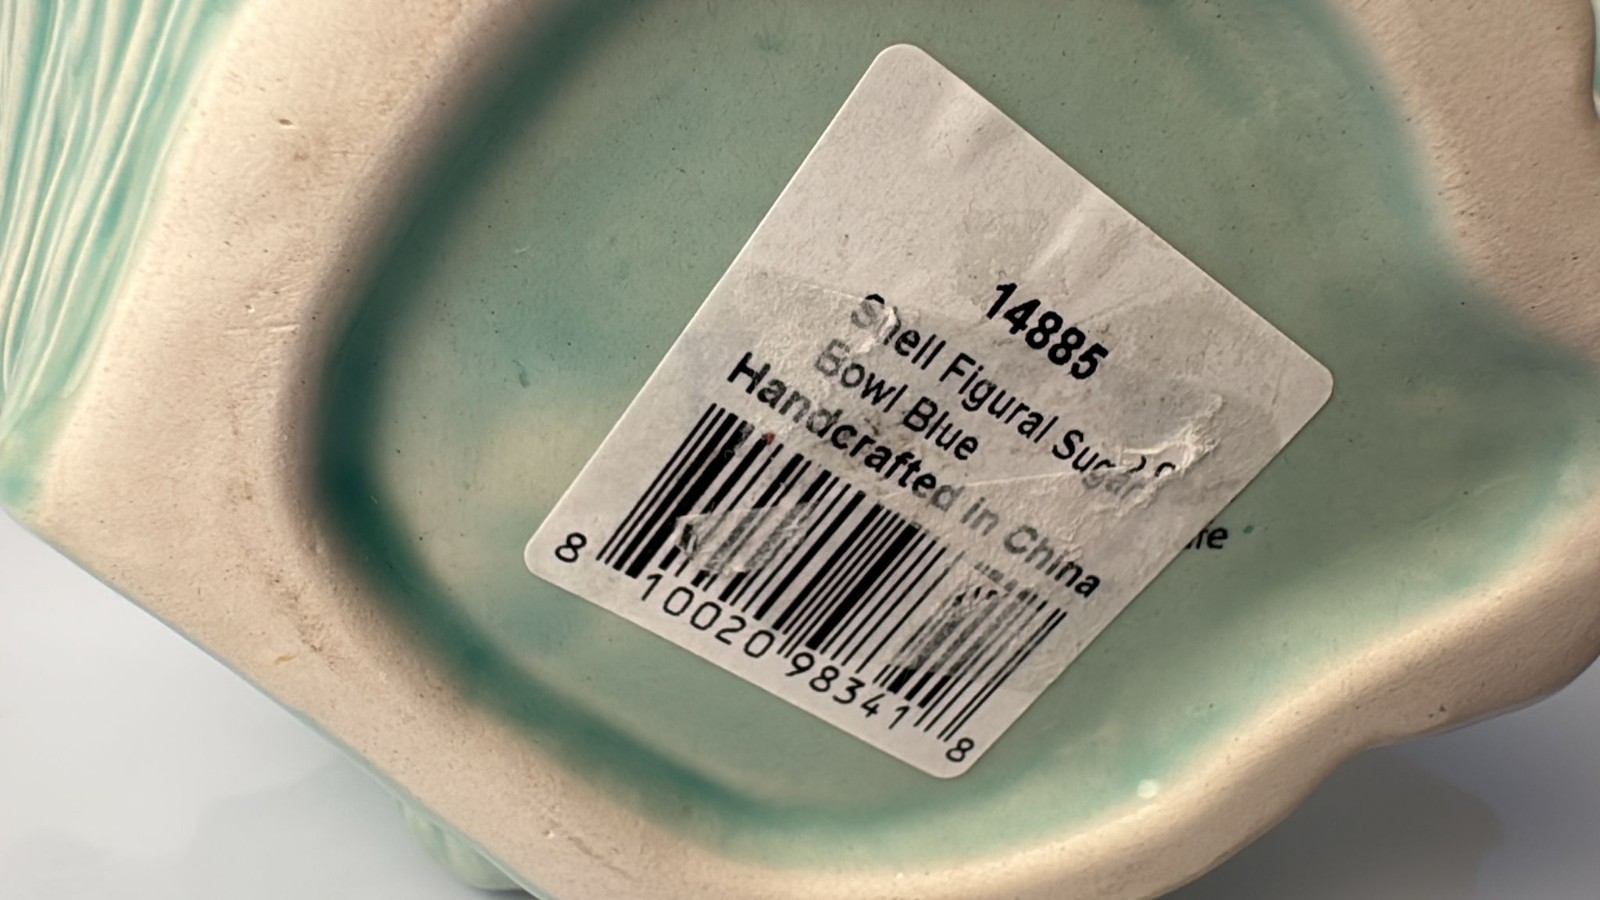 14885
Shell Figural Sugar
Bowl Blue
Handcrafted in China
8 10020 98341 8